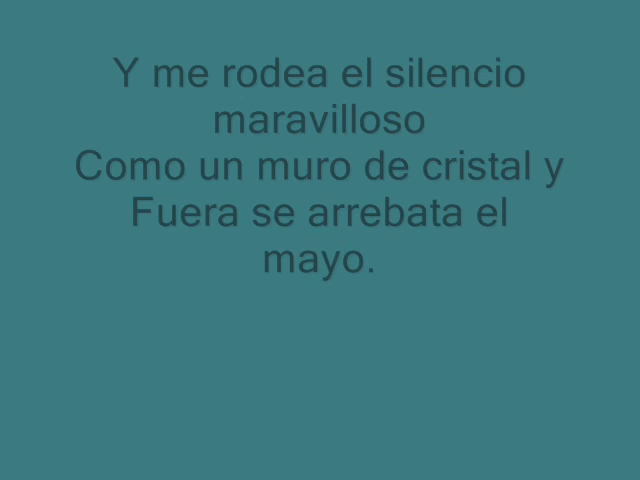 Y me rodea el silencio
maravilloso
Como un muro de cristal y
Fuera se arrebata el
mayo.